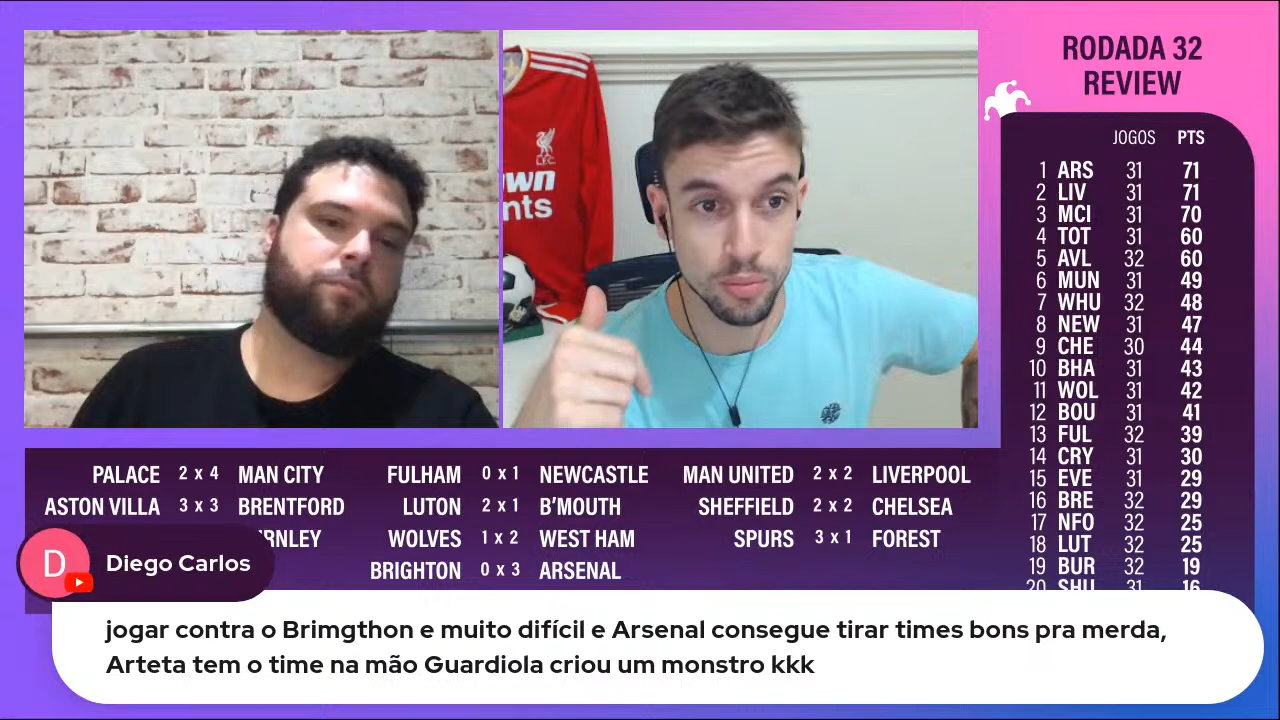 RODADA 32
REVIEW
JOGOS PTS
1 ARS 31 71
2 LIV 31 71
3 MCI 31 70
4 TOT 31 60
5 AVL 32 60
6 MUN 31 49
7 WHU 32 48
8 NEW 31 47
9 CHE 30 44
10 BHA 31 43
11 WOL 31 42
12 BOU 31 41
13 FUL 32 39
14 CRY 31 30
15 EVE 31 29
16 BRE 32 29
17 NFO 32 25
18 LUT 32 25
19 BUR 32 19
20 SHU 31 16
L.F.C.
PALACE 2 x 4 MAN CITY FULHAM 0 x 1 NEWCASTLE MAN UNITED 2 x 2 LIVERPOOL
ASTON VILLA 3 x 3 BRENTFORD LUTON 2 x 1 B'MOUTH SHEFFIELD 2 x 2 CHELSEA
RNLEY WOLVES 1 x 2 WEST HAM SPURS 3 x 1 FOREST
BRIGHTON 0 x 3 ARSENAL
D Diego Carlos
jogar contra o Brimgthon e muito difícil e Arsenal consegue tirar times bons pra merda,
Arteta tem o time na mão Guardiola criou um monstro kkk